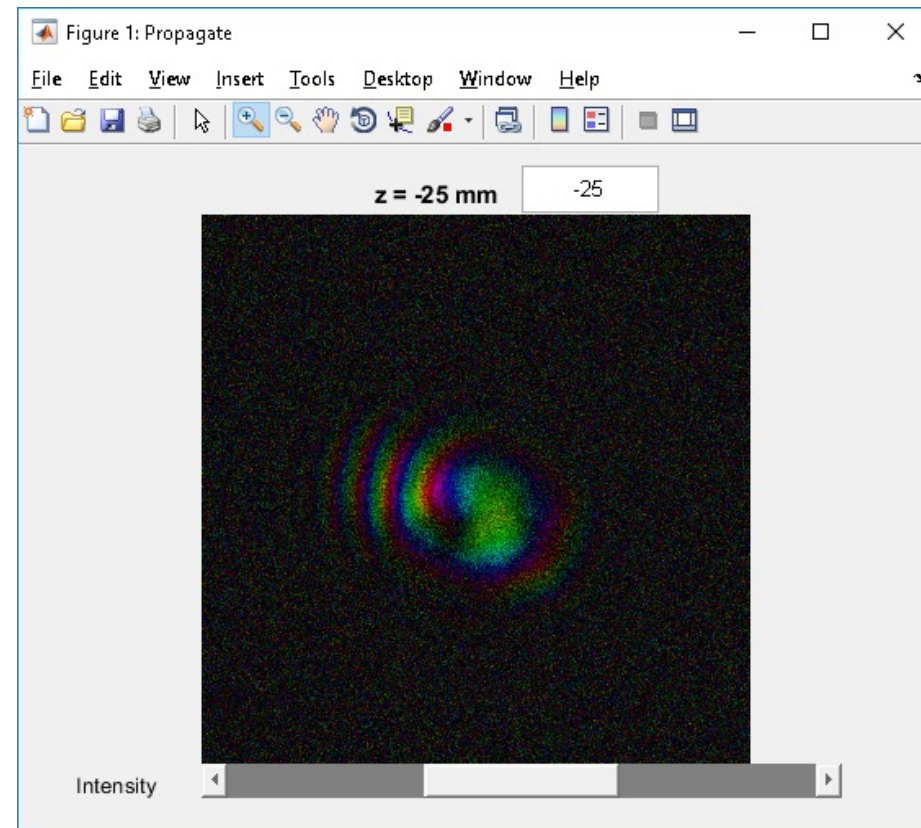 Figure 1: Propagate
File Edit View Insert Tools Desktop Window Help
z = -25 mm
-25
Intensity